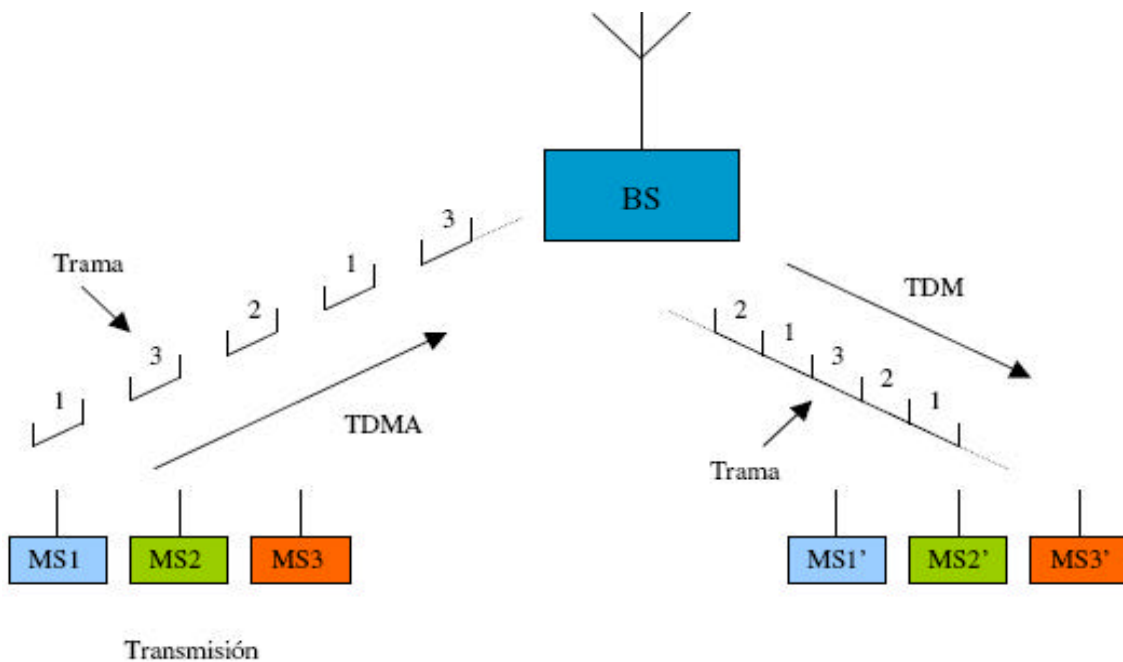 BS
3
1
2
3
1
Trama
TDMA
TDM
2
1
3
2
1
Trama
MS1
MS2
MS3
MS1’
MS2’
MS3’
Transmisión